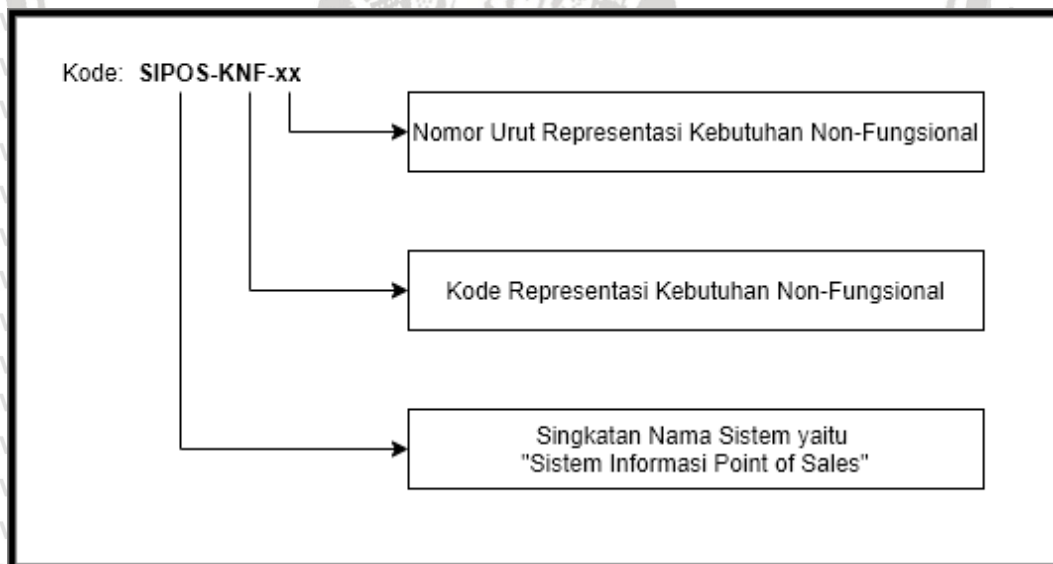 Kode: SIPOS-KNF-xx
Nomor Urut Representasi Kebutuhan Non-Fungsional
Kode Representasi Kebutuhan Non-Fungsional
Singkatan Nama Sistem yaitu
"Sistem Informasi Point of Sales"